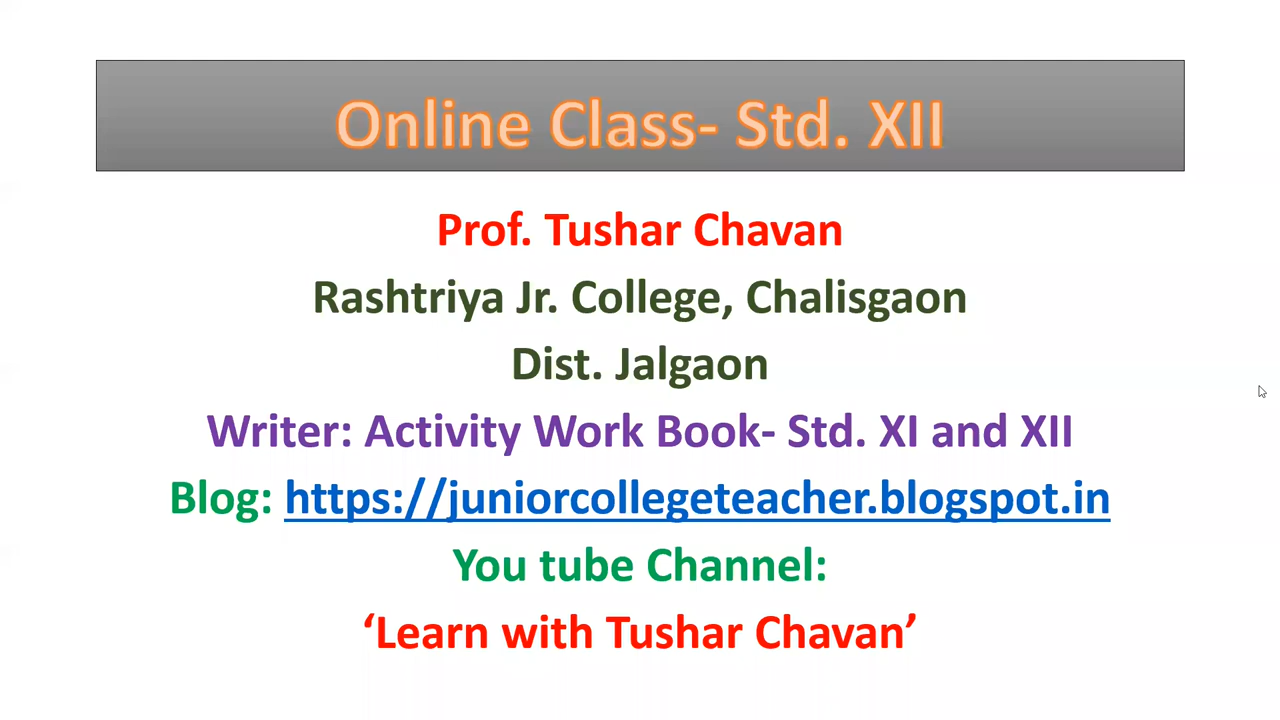 Online Class- Std. XII
Prof. Tushar Chavan
Rashtriya Jr. College, Chalisgaon
Dist. Jalgaon
Writer: Activity Work Book- Std. XI and XII
Blog: https://juniorcollegeteacher.blogspot.in
You tube Channel:
‘Learn with Tushar Chavan’